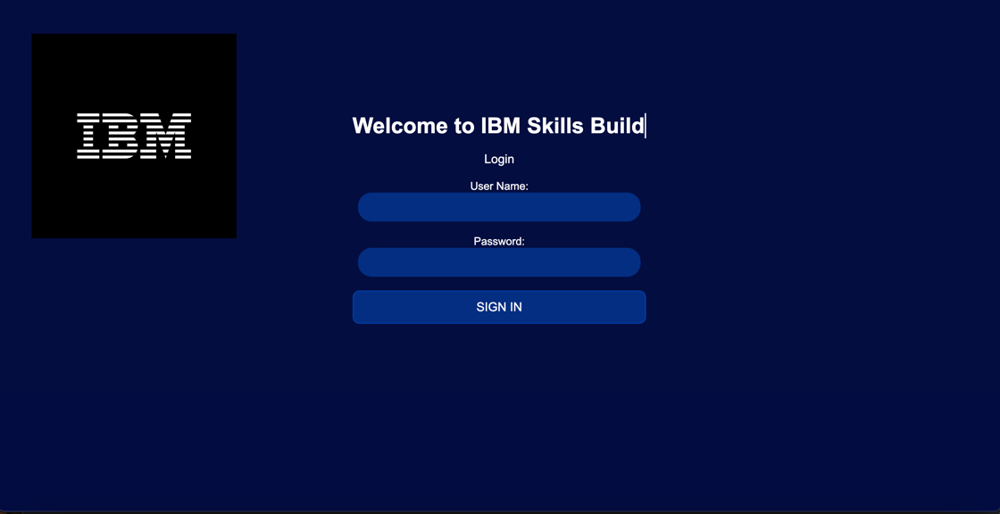 IBM
Welcome to IBM Skills Build
Login
User Name:
Password:
SIGN IN